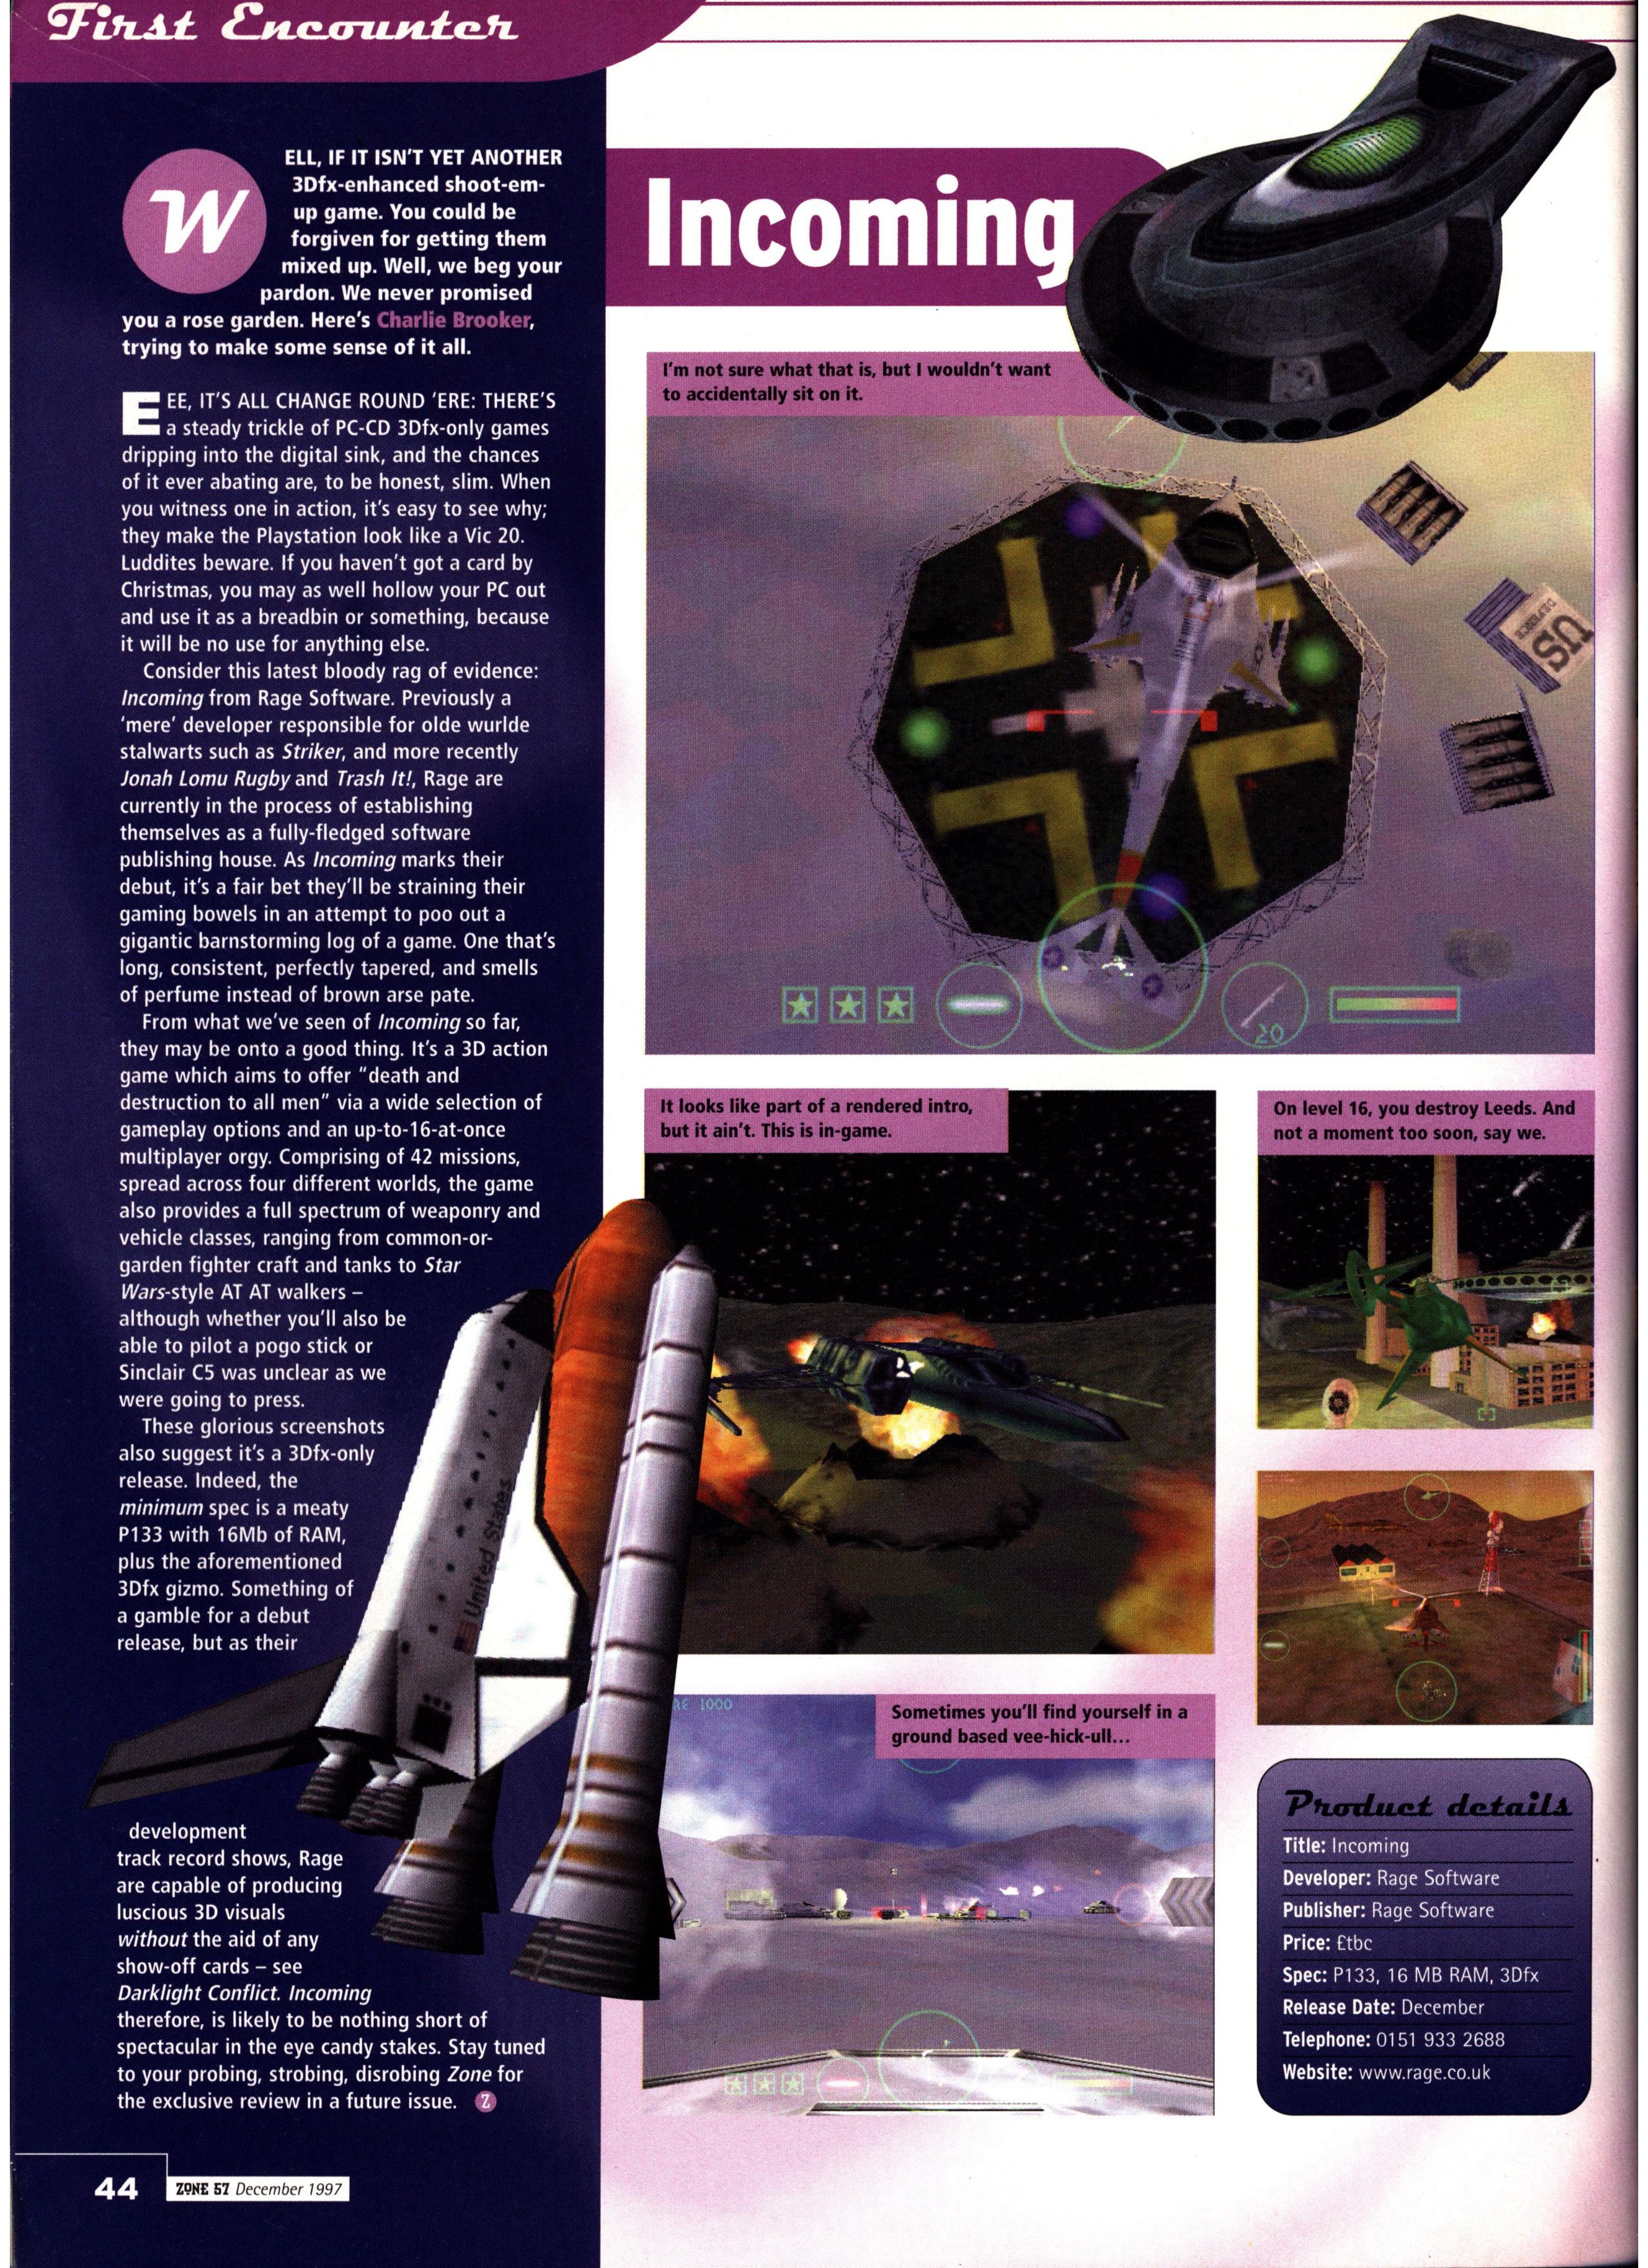 First Encounter
WELL, IF IT ISN'T YET ANOTHER
3Dfx-enhanced shoot-em-
up game. You could be
forgiven for getting them
mixed up. Well, we beg your
pardon. We never promised
you a rose garden. Here's Charlie Brooker,
trying to make some sense of it all.
EEE, IT'S ALL CHANGE ROUND 'ERE: THERE'S
a steady trickle of PC-CD 3Dfx-only games
dripping into the digital sink, and the chances
of it ever abating are, to be honest, slim. When
you witness one in action, it's easy to see why;
they make the Playstation look like a Vic 20.
Luddites beware. If you haven't got a card by
Christmas, you may as well hollow your PC out
and use it as a breadbin or something, because
it will be no use for anything else.
Consider this latest bloody rag of evidence:
Incoming from Rage Software. Previously a
'mere' developer responsible for olde wurlde
stalwarts such as Striker, and more recently
Jonah Lomu Rugby and Trash It!, Rage are
currently in the process of establishing
themselves as a fully-fledged software
publishing house. As Incoming marks their
debut, it's a fair bet they'll be straining their
gaming bowels in an attempt to poo out a
gigantic barnstorming log of a game. One that's
long, consistent, perfectly tapered, and smells
of perfume instead of brown arse pate.
From what we've seen of Incoming so far,
they may be onto a good thing. It's a 3D action
game which aims to offer "death and
destruction to all men" via a wide selection of
gameplay options and an up-to-16-at-once
multiplayer orgy. Comprising of 42 missions,
spread across four different worlds, the game
also provides a full spectrum of weaponry and
vehicle classes, ranging from common-or-
garden fighter craft and tanks to Star
Wars-style AT AT walkers –
although whether you'll also be
able to pilot a pogo stick or
Sinclair C5 was unclear as we
were going to press.
These glorious screenshots
also suggest it's a 3Dfx-only
release. Indeed, the
minimum spec is a meaty
P133 with 16Mb of RAM,
plus the aforementioned
3Dfx gizmo. Something of
a gamble for a debut
release, but as their
development
track record shows, Rage
are capable of producing
luscious 3D visuals
without the aid of any
show-off cards – see
Darklight Conflict. Incoming
therefore, is likely to be nothing short of
spectacular in the eye candy stakes. Stay tuned
to your probing, strobing, disrobing Zone for
the exclusive review in a future issue. Z
Incoming
I'm not sure what that is, but I wouldn't want
to accidentally sit on it.
US
DEFENCE
20
It looks like part of a rendered intro,
but it ain't. This is in-game.
On level 16, you destroy Leeds. And
not a moment too soon, say we.
United States
RE 1000
Sometimes you'll find yourself in a
ground based vee-hick-ull...
Product details
Title: Incoming
Developer: Rage Software
Publisher: Rage Software
Price: £tbc
Spec: P133, 16 MB RAM, 3Dfx
Release Date: December
Telephone: 0151 933 2688
Website: www.rage.co.uk
44
ZONE 57 December 1997